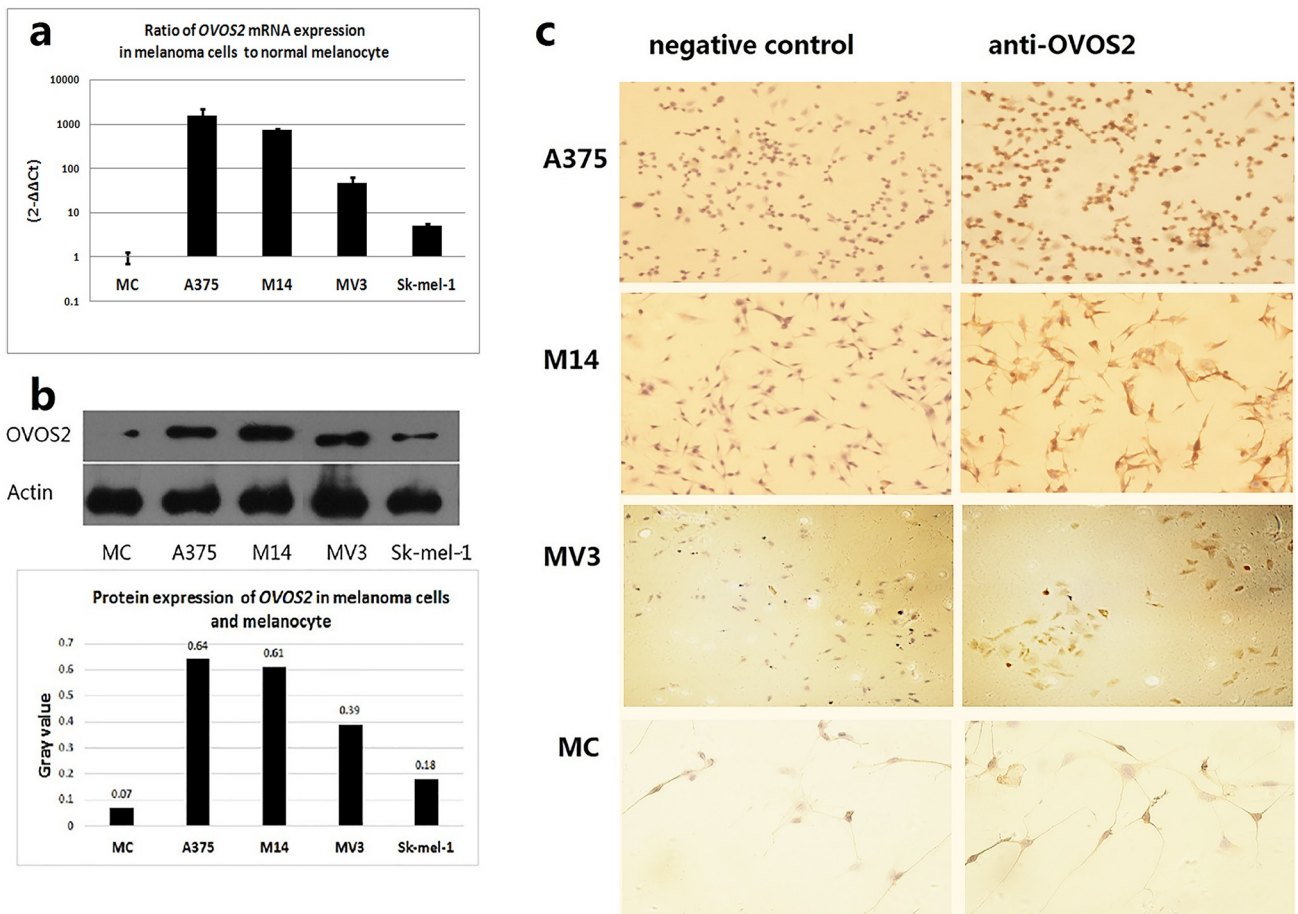 a
Ratio of OVOS2 mRNA expression
in melanoma cells to normal melanocyte
(2-ΔΔCt)
10000
1000
100
10
1
0.1
MC A375 M14 MV3 Sk-mel-1
b
OVOS2
Actin
MC A375 M14 MV3 Sk-mel-1
Protein expression of OVOS2 in melanoma cells
and melanocyte
Gray value
0.7
0.6
0.5
0.4
0.3
0.2
0.1
0
0.07
0.64
0.61
0.39
0.18
MC A375 M14 MV3 Sk-mel-1
c
negative control anti-OVOS2
A375
M14
MV3
MC